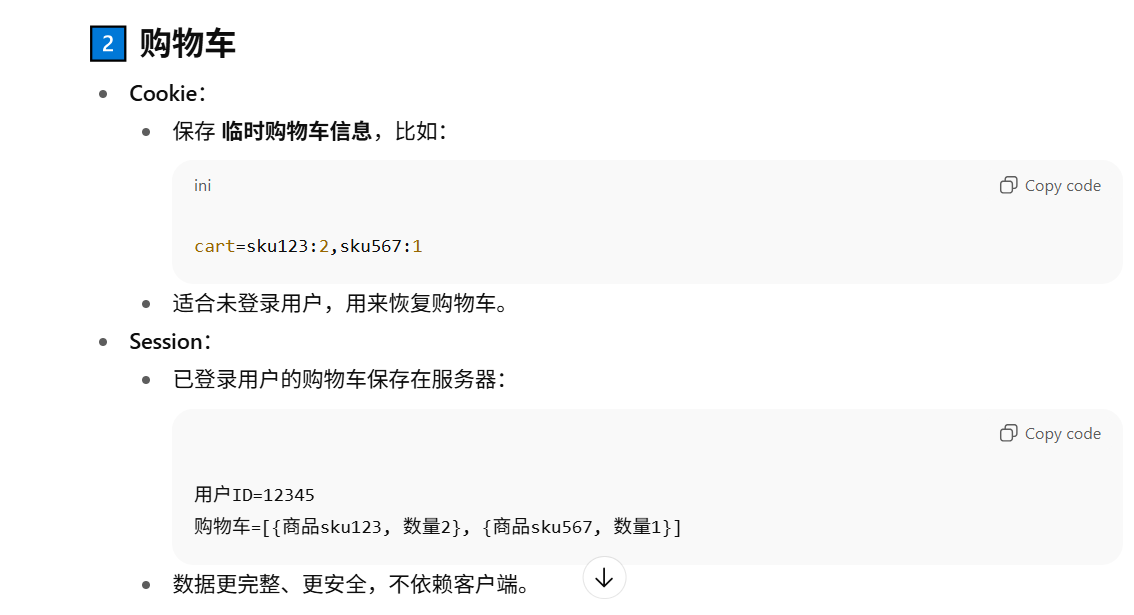 2 购物车
Cookie：
保存 临时购物车信息，比如：
ini
Copy code
cart=sku123:2,sku567:1
适合未登录用户，用来恢复购物车。
Session：
已登录用户的购物车保存在服务器：
Copy code
用户ID=12345
购物车=[{商品sku123, 数量2}, {商品sku567, 数量1}]
数据更完整、更安全，不依赖客户端。